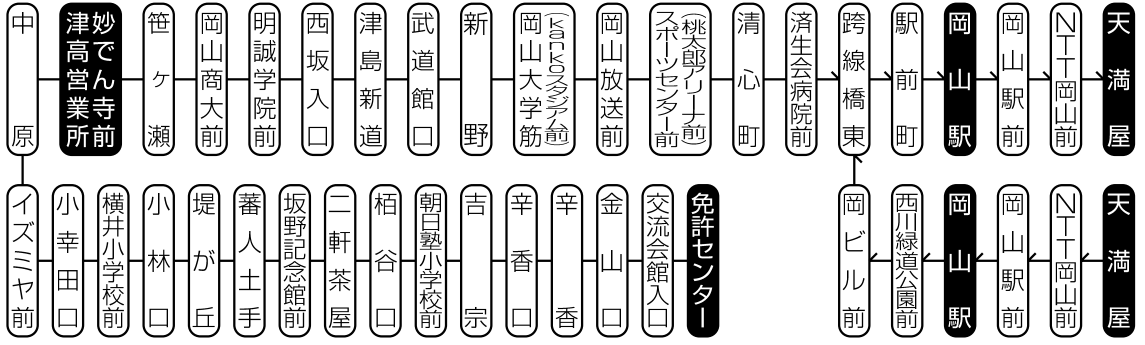 中原
妙でん寺前
津高営業所
笹ヶ瀬
岡山商大前
明誠学院前
西坂入口
津島新道
武道館口
新野
岡山大学筋
(kankoスタジアム前)
岡山放送前
(桃太郎アリーナ前)
スポーツセンター前
清心町
済生会病院前
跨線橋東
駅前町
岡山駅
岡山駅前
NTT岡山前
天満屋
イズミヤ前
小幸田口
横井小学校前
小林口
堤が丘
蕃人土手
坂野記念館前
二軒茶屋
栢谷口
朝日塾小学校前
吉宗
辛香口
辛香
金山口
交流会館入口
免許センター
岡ビル前
西川緑道公園前
岡山駅
岡山駅前
NTT岡山前
天満屋